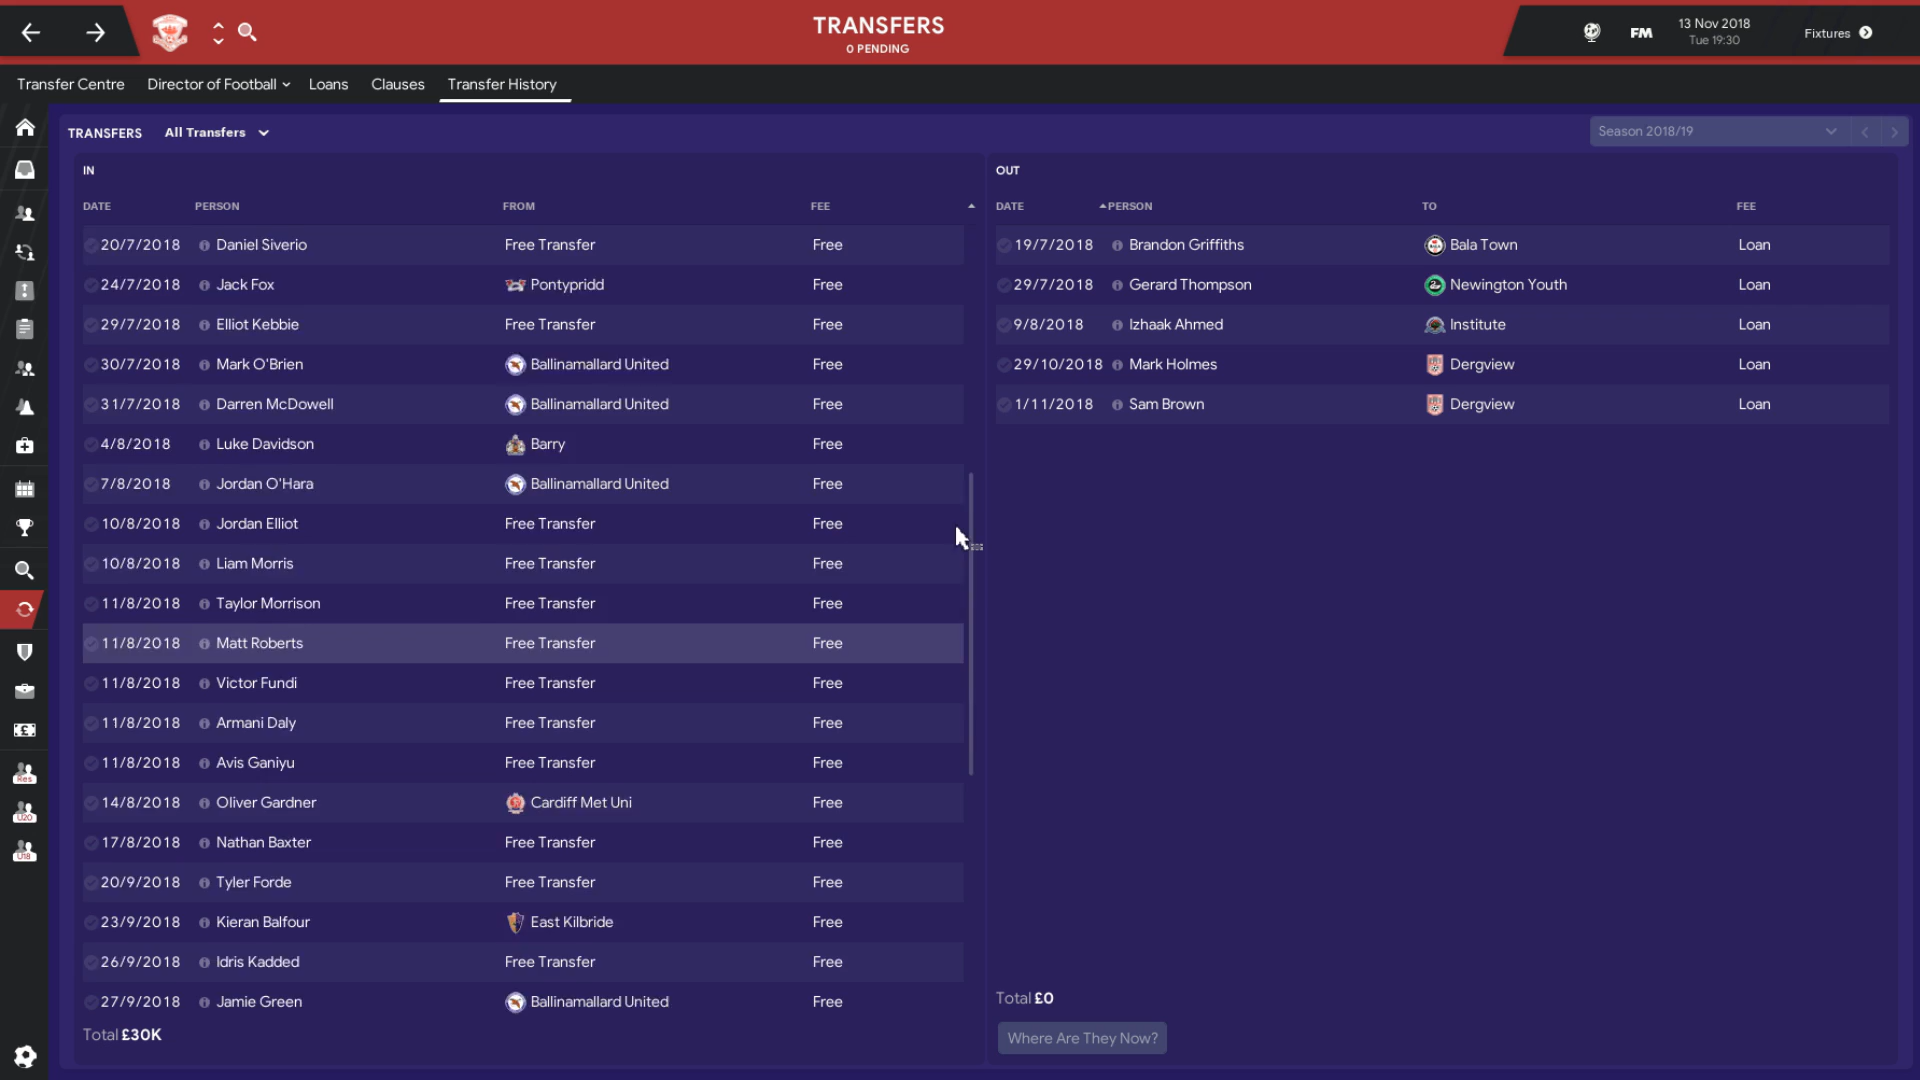 TRANSFERS
0 PENDING
FM
13 Nov 2018
Tue 19:30
Fixtures
Transfer Centre Director of Football Loans Clauses Transfer History
TRANSFERS All Transfers
Season 2018/19
IN
DATE PERSON FROM FEE
20/7/2018 Daniel Siverio Free Transfer Free
24/7/2018 Jack Fox Pontypridd Free
29/7/2018 Elliot Kebbie Free Transfer Free
30/7/2018 Mark O'Brien Ballinamallard United Free
31/7/2018 Darren McDowell Ballinamallard United Free
4/8/2018 Luke Davidson Barry Free
7/8/2018 Jordan O'Hara Ballinamallard United Free
10/8/2018 Jordan Elliot Free Transfer Free
10/8/2018 Liam Morris Free Transfer Free
11/8/2018 Taylor Morrison Free Transfer Free
11/8/2018 Matt Roberts Free Transfer Free
11/8/2018 Victor Fundi Free Transfer Free
11/8/2018 Armani Daly Free Transfer Free
11/8/2018 Avis Ganiyu Free Transfer Free
14/8/2018 Oliver Gardner Cardiff Met Uni Free
17/8/2018 Nathan Baxter Free Transfer Free
20/9/2018 Tyler Forde Free Transfer Free
23/9/2018 Kieran Balfour East Kilbride Free
26/9/2018 Idris Kadded Free Transfer Free
27/9/2018 Jamie Green Ballinamallard United Free
Total £30K
OUT
DATE PERSON TO FEE
19/7/2018 Brandon Griffiths Bala Town Loan
29/7/2018 Gerard Thompson Newington Youth Loan
9/8/2018 Izhaak Ahmed Institute Loan
29/10/2018 Mark Holmes Dergview Loan
1/11/2018 Sam Brown Dergview Loan
Total £0
Where Are They Now?
Res
U20
U18